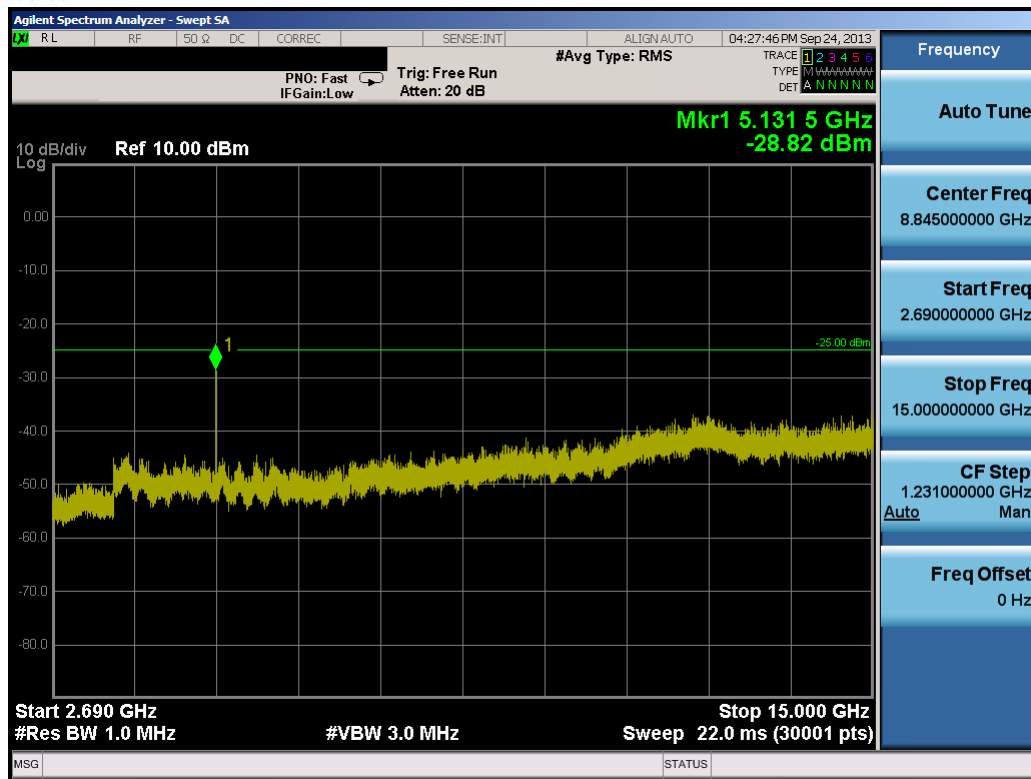 Agilent Spectrum Analyzer - Swept SA
LXI RL RF 50 Ω DC CORREC SENSE:INT ALIGN AUTO 04:27:46 PM Sep 24, 2013
PNO: Fast
IFGain:Low
Trig: Free Run
Atten: 20 dB
#Avg Type: RMS
TRACE 1 2 3 4 5 6
TYPE M WWWWW
DET A N N N N N
Mkr1 5.131 5 GHz
-28.82 dBm
10 dB/div
Log
Ref 10.00 dBm
0.00
-10.0
-20.0
-30.0
-40.0
-50.0
-60.0
-70.0
-80.0
1
-25.00 dBm
Start 2.690 GHz
Stop 15.000 GHz
#Res BW 1.0 MHz
#VBW 3.0 MHz
Sweep 22.0 ms (30001 pts)
MSG
STATUS
Frequency
Auto Tune
Center Freq
8.845000000 GHz
Start Freq
2.690000000 GHz
Stop Freq
15.000000000 GHz
CF Step
1.231000000 GHz
Auto Man
Freq Offset
0 Hz